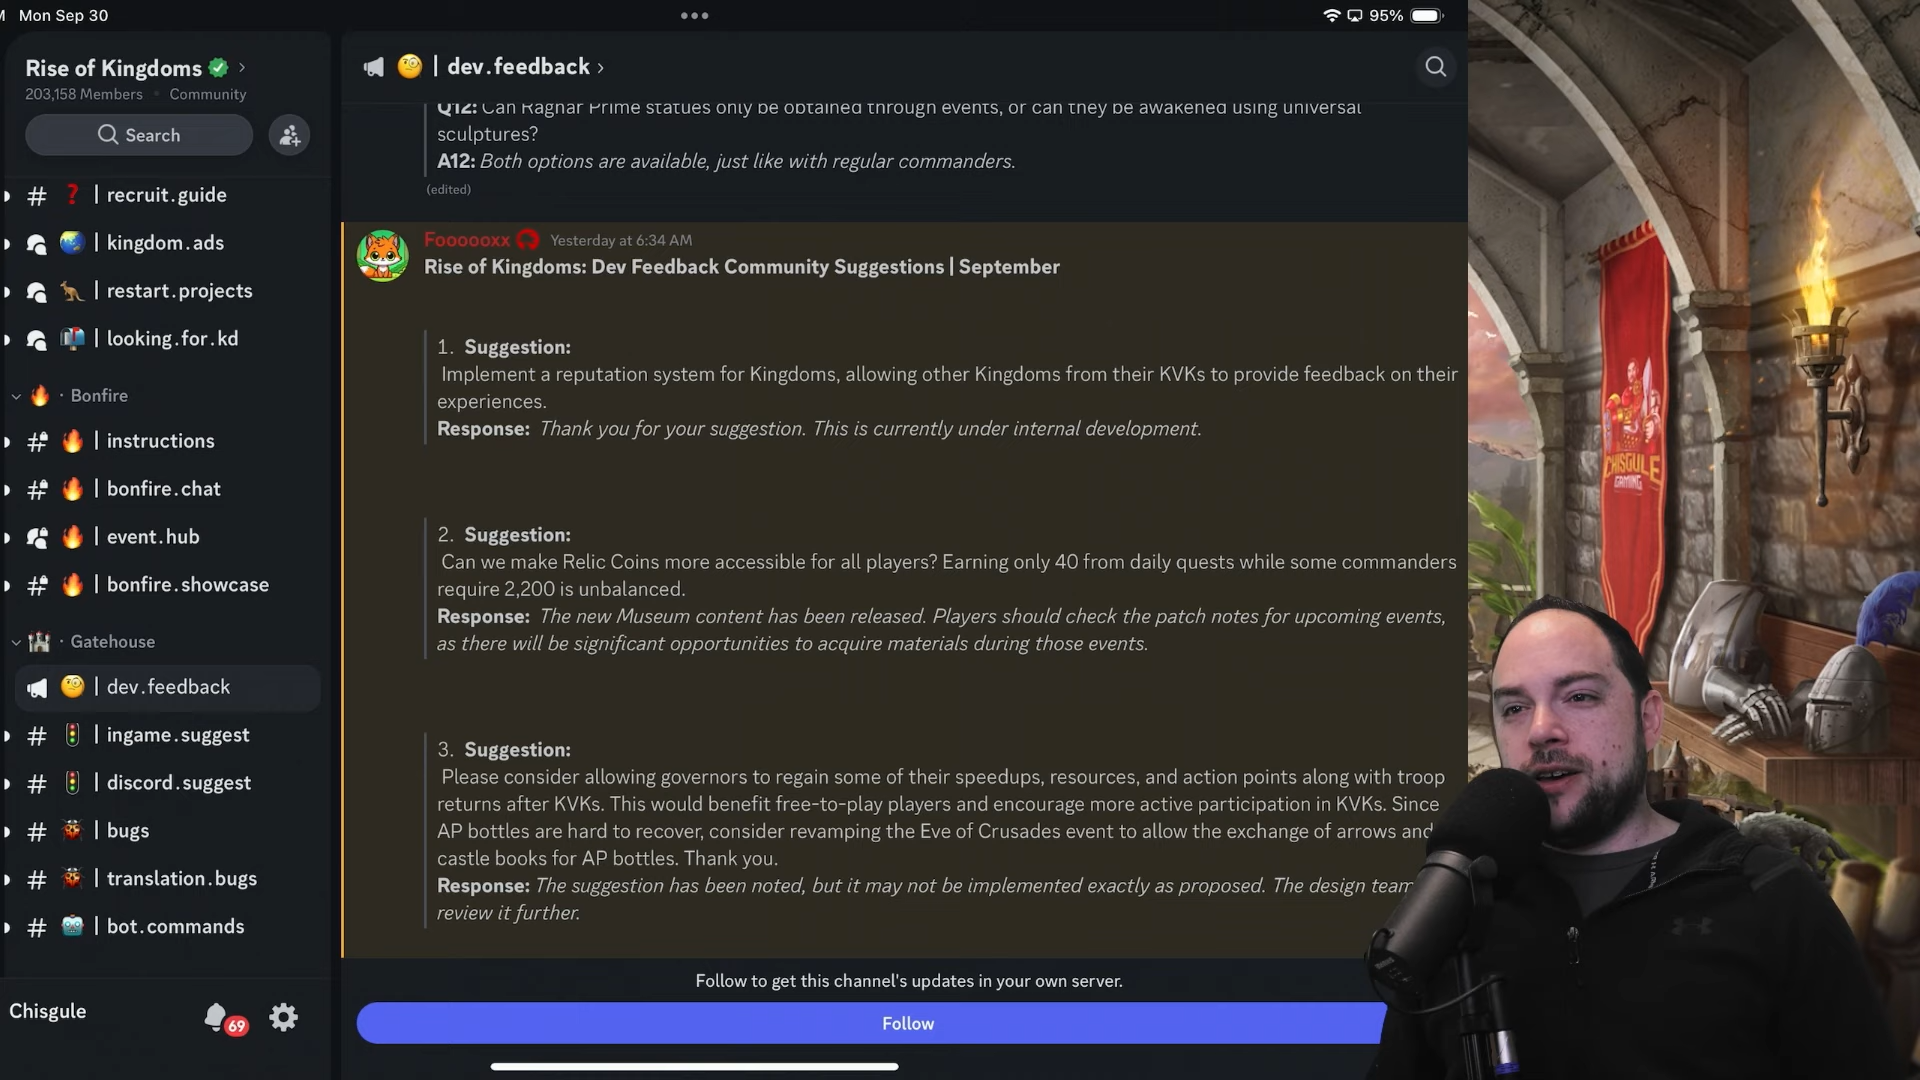 Mon Sep 30
95%
Rise of Kingdoms
203,158 Members • Community
Search
# | recruit.guide
| kingdom.ads
| restart.projects
| looking.for.kd
· Bonfire
# | instructions
# | bonfire.chat
| event.hub
# | bonfire.showcase
· Gatehouse
| dev.feedback
# | ingame.suggest
# | discord.suggest
# | bugs
# | translation.bugs
# | bot.commands
Chisgule
69
| dev.feedback
Q12: Can Ragnar Prime statues only be obtained through events, or can they be awakened using universal
sculptures?
A12: Both options are available, just like with regular commanders.
(edited)
Foooooxx Yesterday at 6:34 AM
Rise of Kingdoms: Dev Feedback Community Suggestions | September
1. Suggestion:
Implement a reputation system for Kingdoms, allowing other Kingdoms from their KVKs to provide feedback on their
experiences.
Response: Thank you for your suggestion. This is currently under internal development.
2. Suggestion:
Can we make Relic Coins more accessible for all players? Earning only 40 from daily quests while some commanders
require 2,200 is unbalanced.
Response: The new Museum content has been released. Players should check the patch notes for upcoming events,
as there will be significant opportunities to acquire materials during those events.
3. Suggestion:
Please consider allowing governors to regain some of their speedups, resources, and action points along with troop
returns after KVKs. This would benefit free-to-play players and encourage more active participation in KVKs. Since
AP bottles are hard to recover, consider revamping the Eve of Crusades event to allow the exchange of arrows and
castle books for AP bottles. Thank you.
Response: The suggestion has been noted, but it may not be implemented exactly as proposed. The design team
review it further.
Follow to get this channel's updates in your own server.
Follow
CHISGULE
GAMING